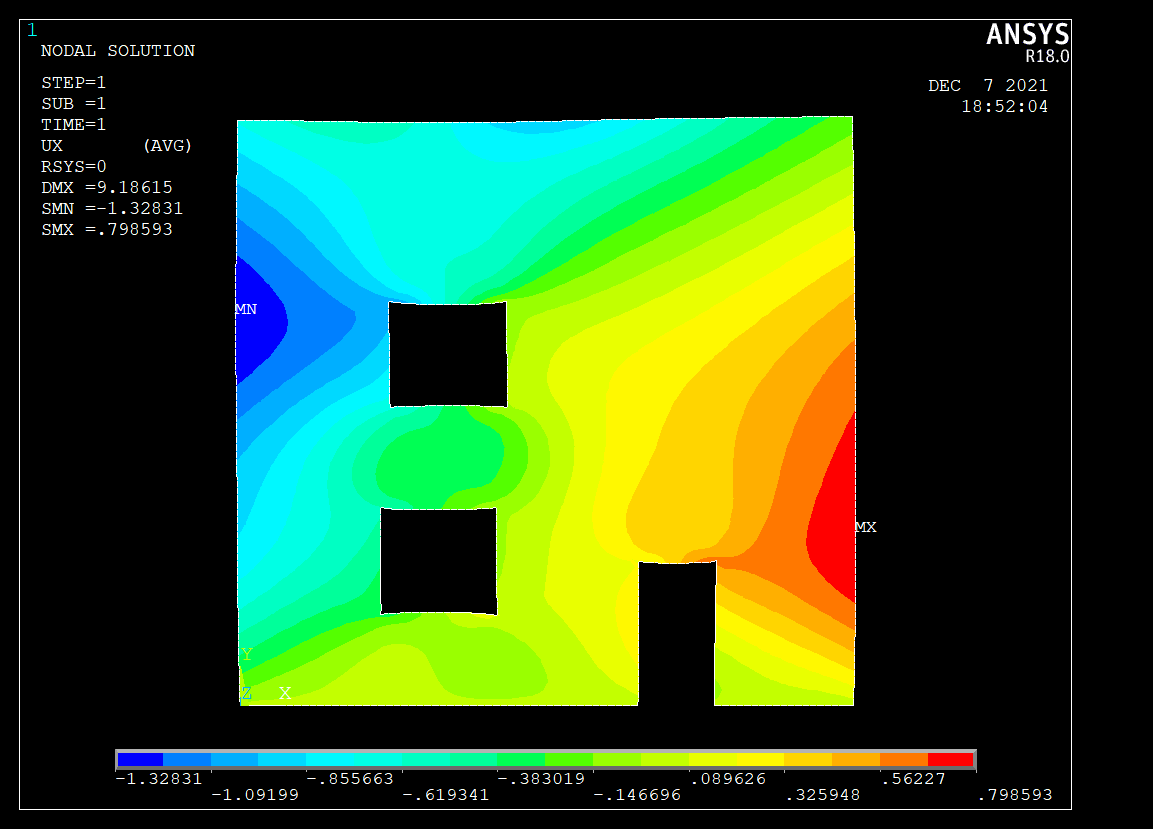 1
ANSYS
R18.0
NODAL SOLUTION
STEP=1
SUB =1
TIME=1
UX (AVG)
RSYS=0
DMX =9.18615
SMN =-1.32831
SMX =.798593
DEC 7 2021
18:52:04
MN
MX
Y
Z X
-1.32831 -.855663 -.383019 .089626 .56227
-1.09199 -.619341 -.146696 .325948 .798593